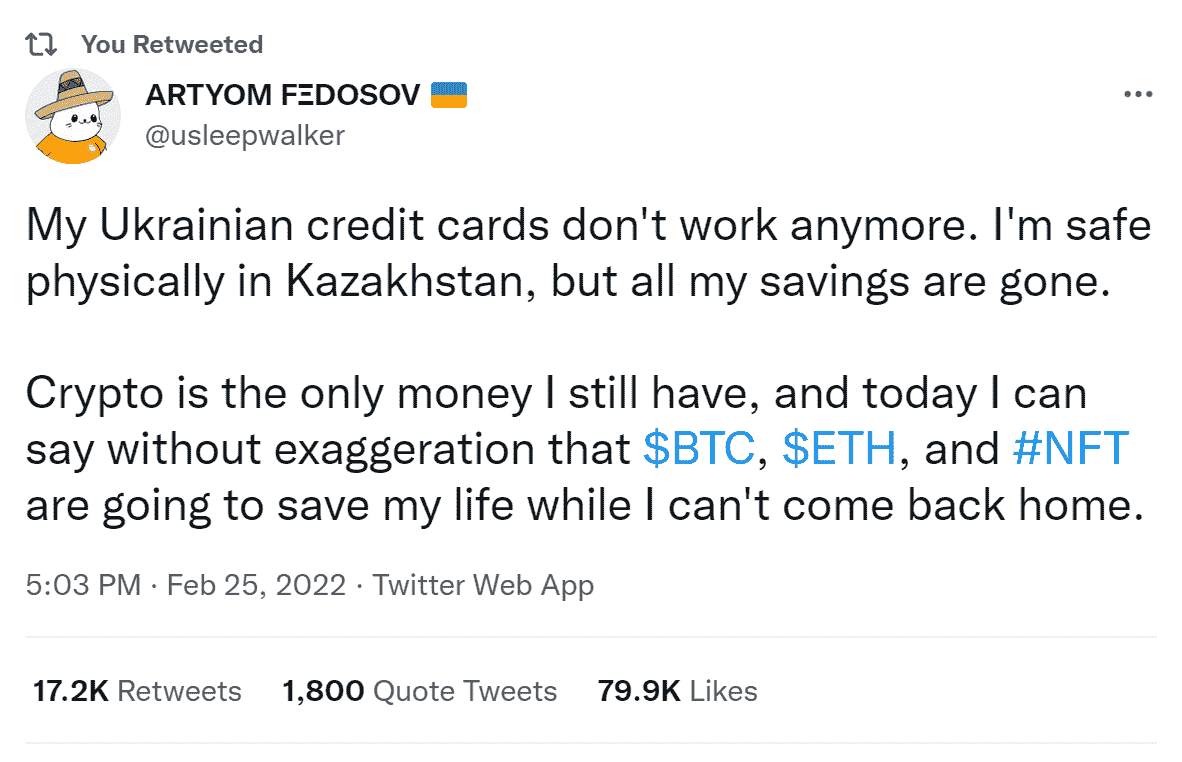 You Retweeted
ARTYOM FΞDOSOV
@usleepwalker
My Ukrainian credit cards don't work anymore. I'm safe
physically in Kazakhstan, but all my savings are gone.
Crypto is the only money I still have, and today I can
say without exaggeration that $BTC, $ETH, and #NFT
are going to save my life while I can't come back home.
5:03 PM · Feb 25, 2022 · Twitter Web App
17.2K Retweets 1,800 Quote Tweets 79.9K Likes